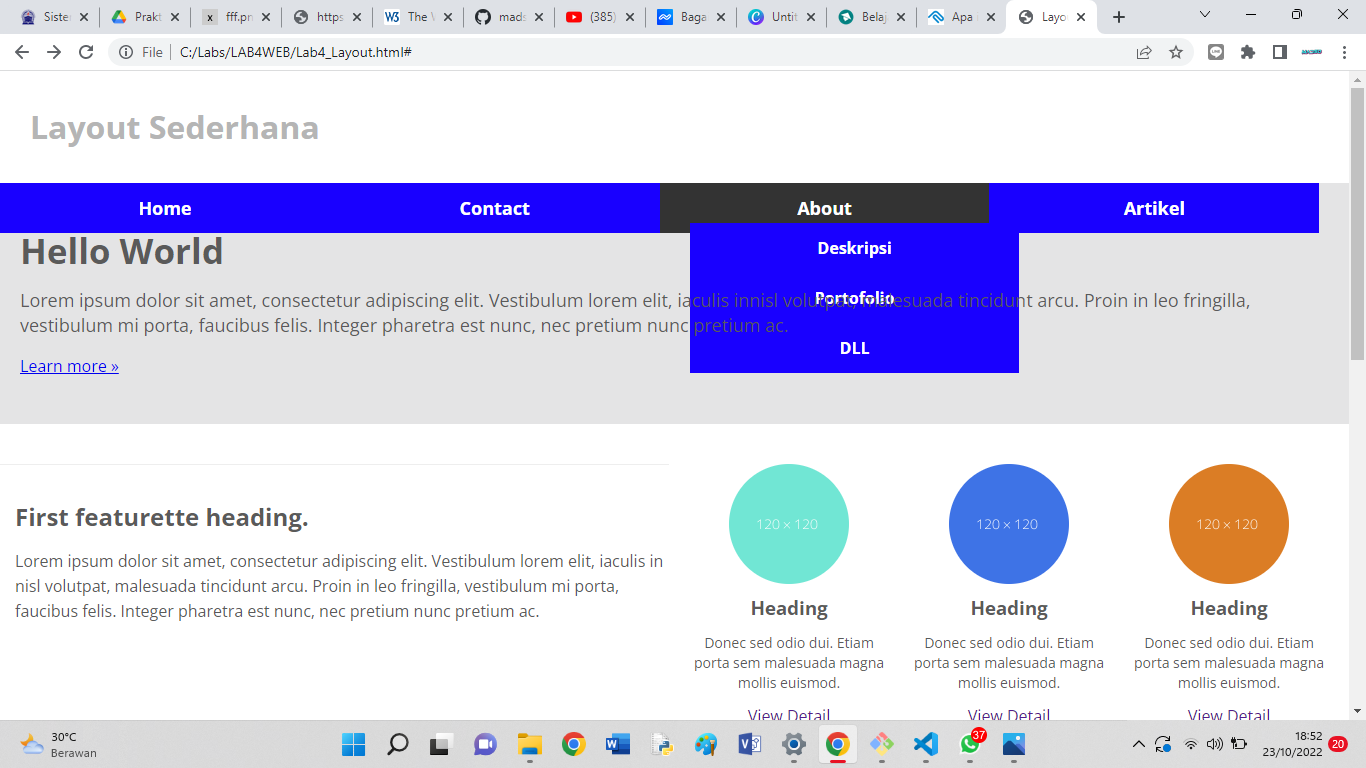 Siste
Prakt
fff.pn
https
W3 The W
mads
(385)
Baga
Untit
Belaj
Apa
Layo
File C:/Labs/LAB4WEB/Lab4_Layout.html#
Layout Sederhana
Home Contact About Artikel
Deskripsi
Portofolio
DLL
Hello World
Lorem ipsum dolor sit amet, consectetur adipiscing elit. Vestibulum lorem elit, iaculis innisl volutpat, malesuada tincidunt arcu. Proin in leo fringilla,
vestibulum mi porta, faucibus felis. Integer pharetra est nunc, nec pretium nunc pretium ac.
Learn more »
First featurette heading.
Lorem ipsum dolor sit amet, consectetur adipiscing elit. Vestibulum lorem elit, iaculis in
nisl volutpat, malesuada tincidunt arcu. Proin in leo fringilla, vestibulum mi porta,
faucibus felis. Integer pharetra est nunc, nec pretium nunc pretium ac.
120 × 120
Heading
Donec sed odio dui. Etiam
porta sem malesuada magna
mollis euismod.
View Detail
120 × 120
Heading
Donec sed odio dui. Etiam
porta sem malesuada magna
mollis euismod.
View Detail
120 × 120
Heading
Donec sed odio dui. Etiam
porta sem malesuada magna
mollis euismod.
View Detail
30°C
Berawan
37
18:52
23/10/2022
20